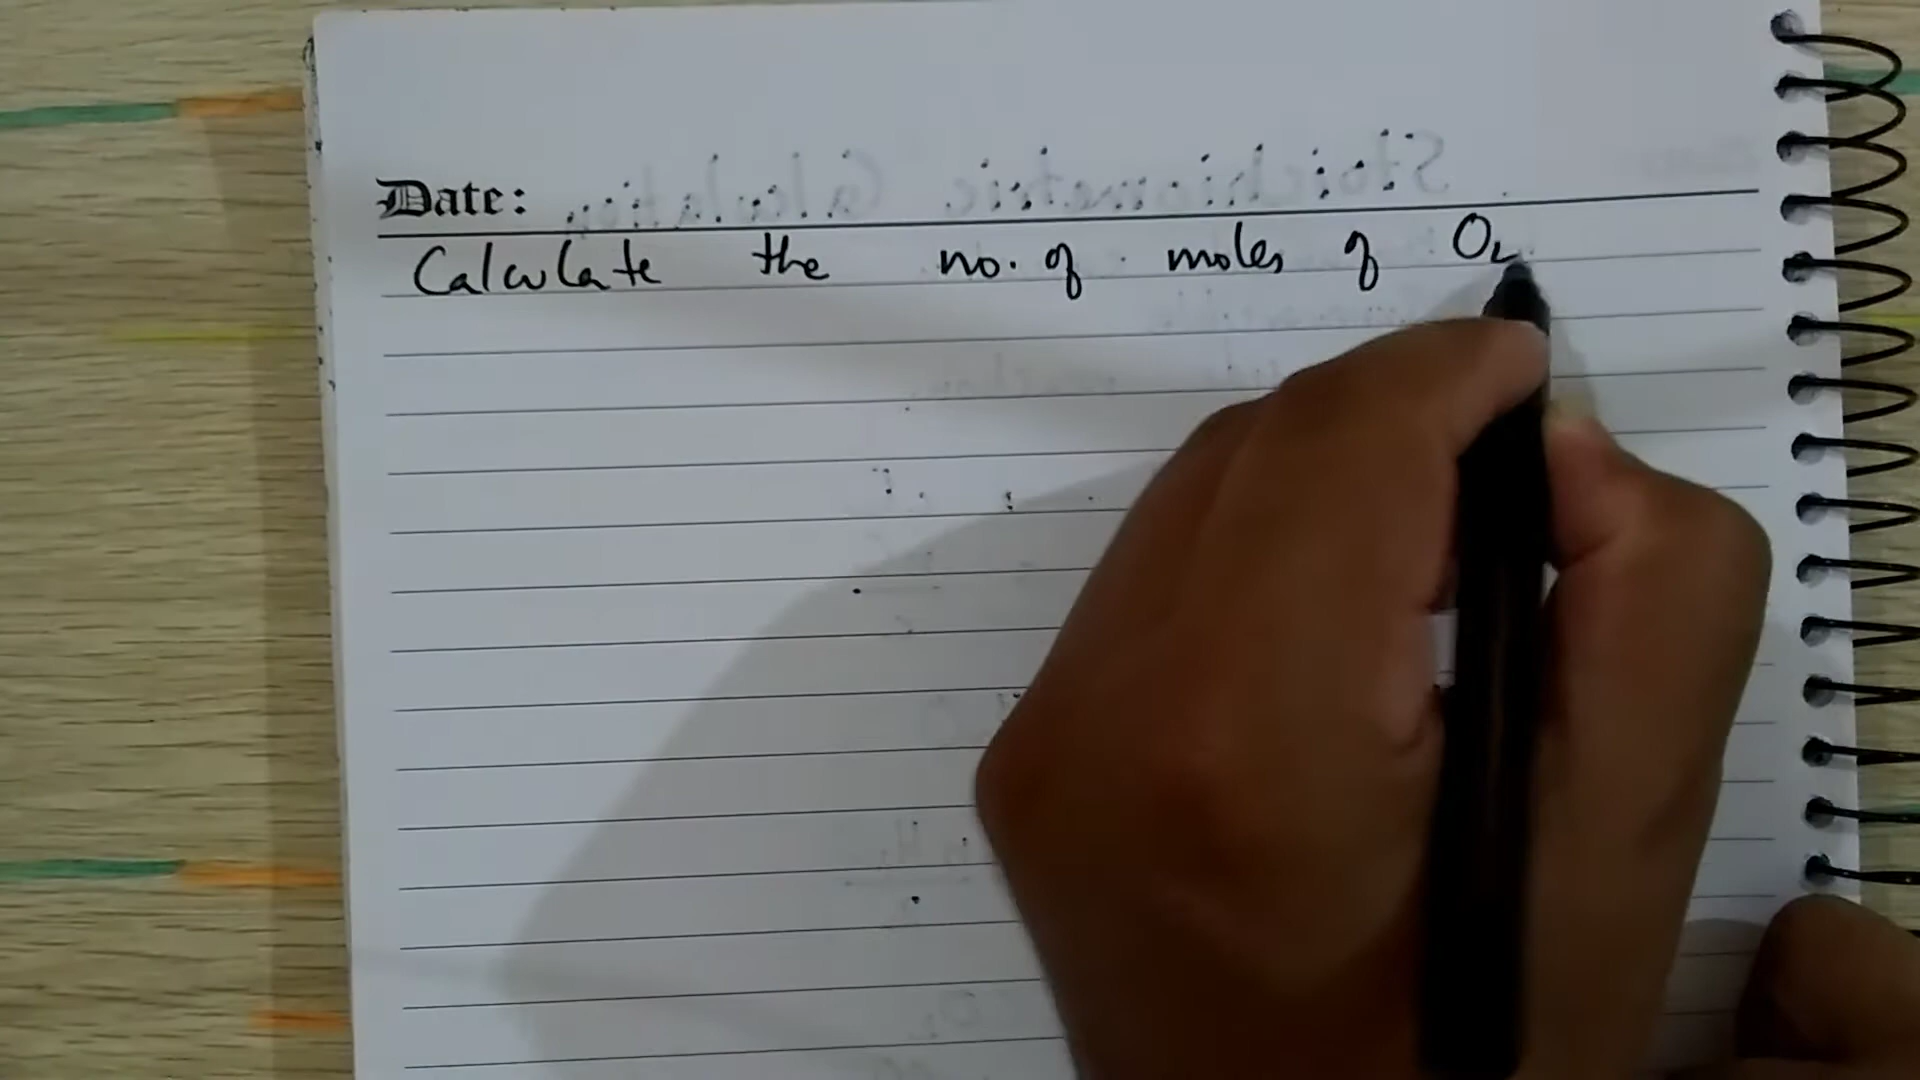 Date:
Calculate the no. of moles of O₂